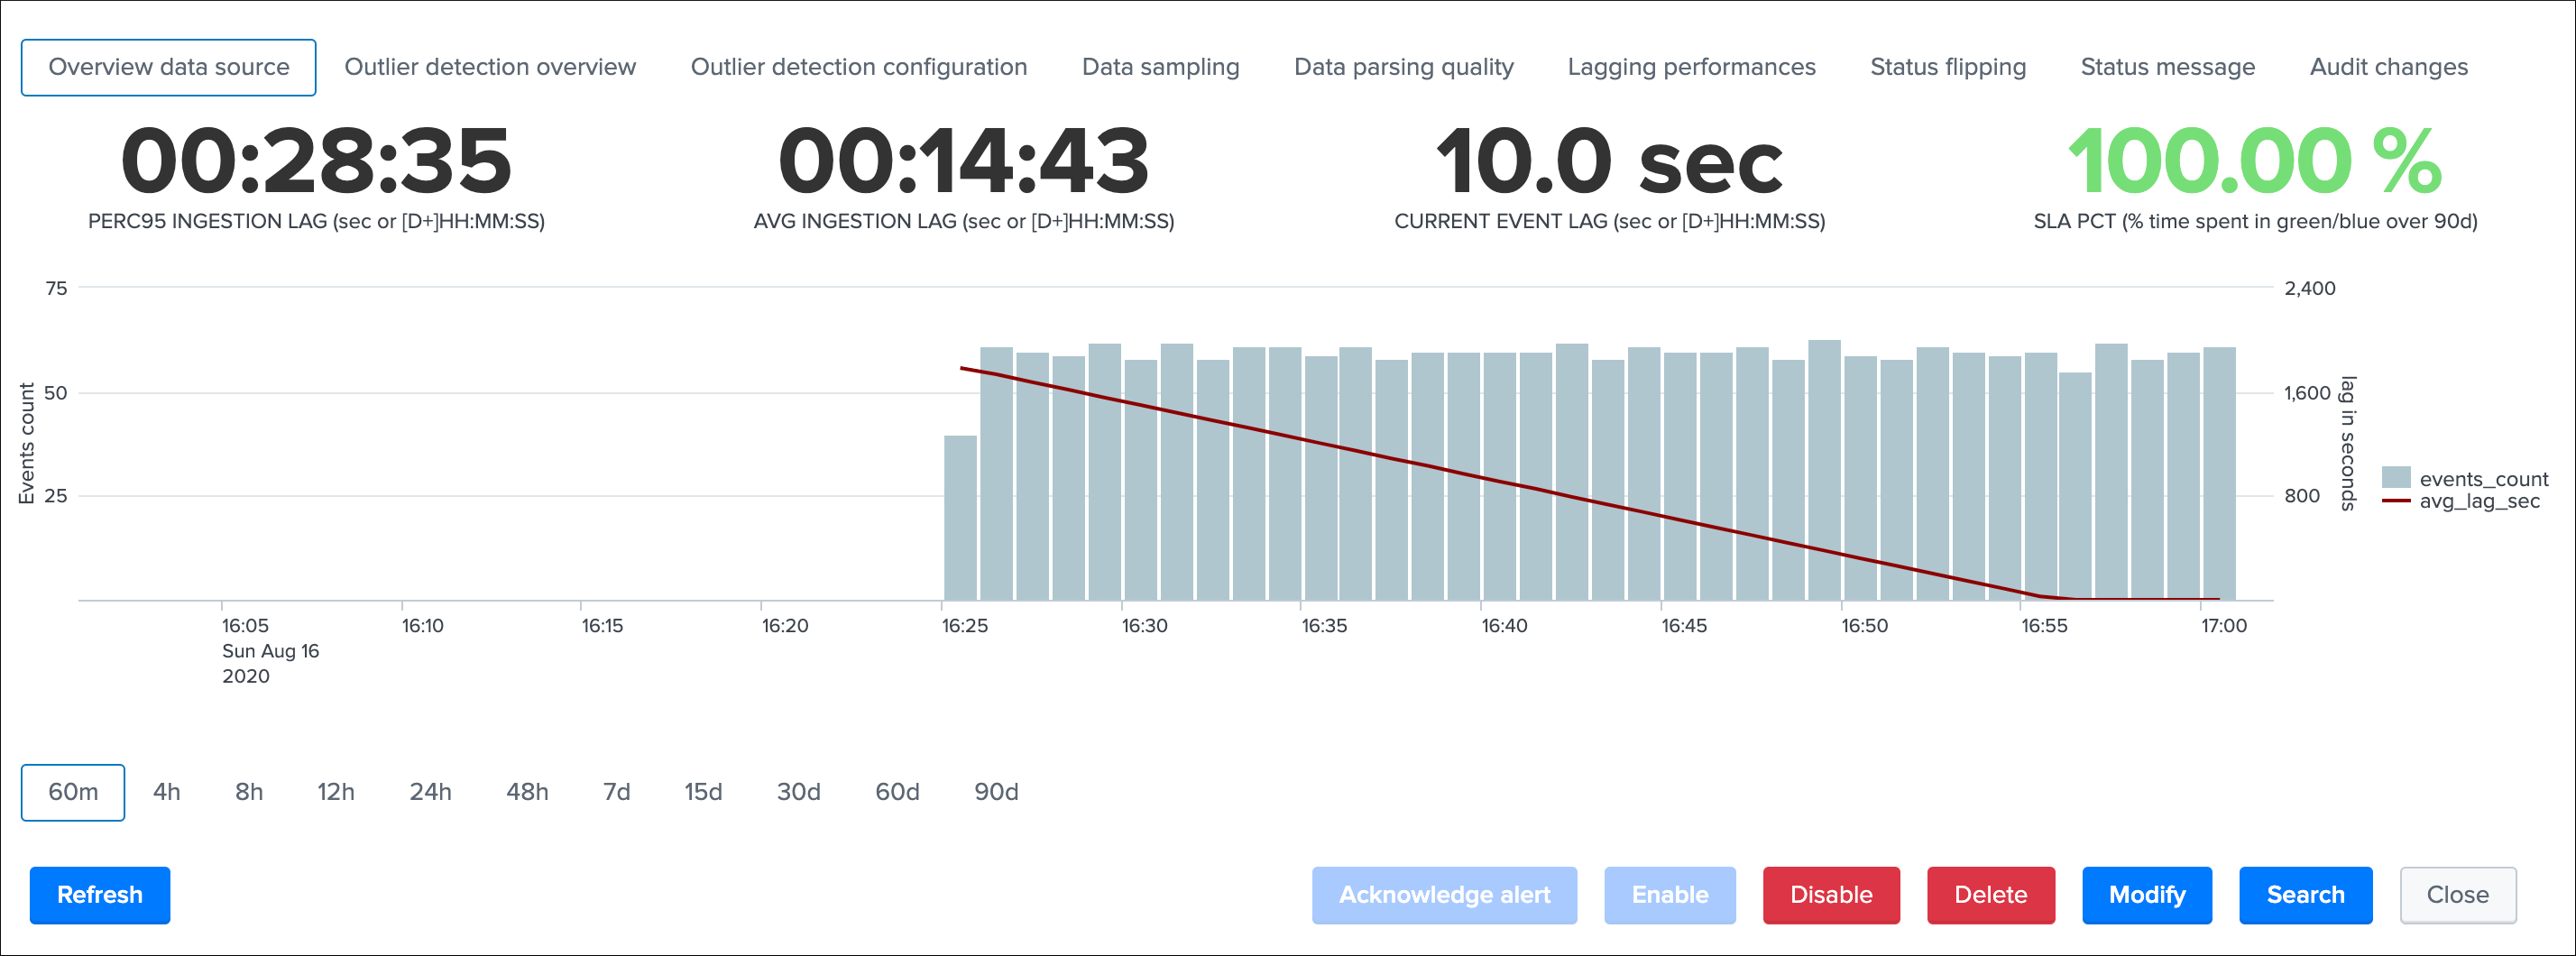 Overview data source Outlier detection overview Outlier detection configuration Data sampling Data parsing quality Lagging performances Status flipping Status message Audit changes
00:28:35 00:14:43 10.0 sec 100.00 %
PERC95 INGESTION LAG (sec or [D+]HH:MM:SS) AVG INGESTION LAG (sec or [D+]HH:MM:SS) CURRENT EVENT LAG (sec or [D+]HH:MM:SS) SLA PCT (% time spent in green/blue over 90d)
75 2,400
50 1,600
25 800
Events count
lag in seconds
events_count
avg_lag_sec
16:05 16:10 16:15 16:20 16:25 16:30 16:35 16:40 16:45 16:50 16:55 17:00
Sun Aug 16
2020
60m 4h 8h 12h 24h 48h 7d 15d 30d 60d 90d
Refresh Acknowledge alert Enable Disable Delete Modify Search Close